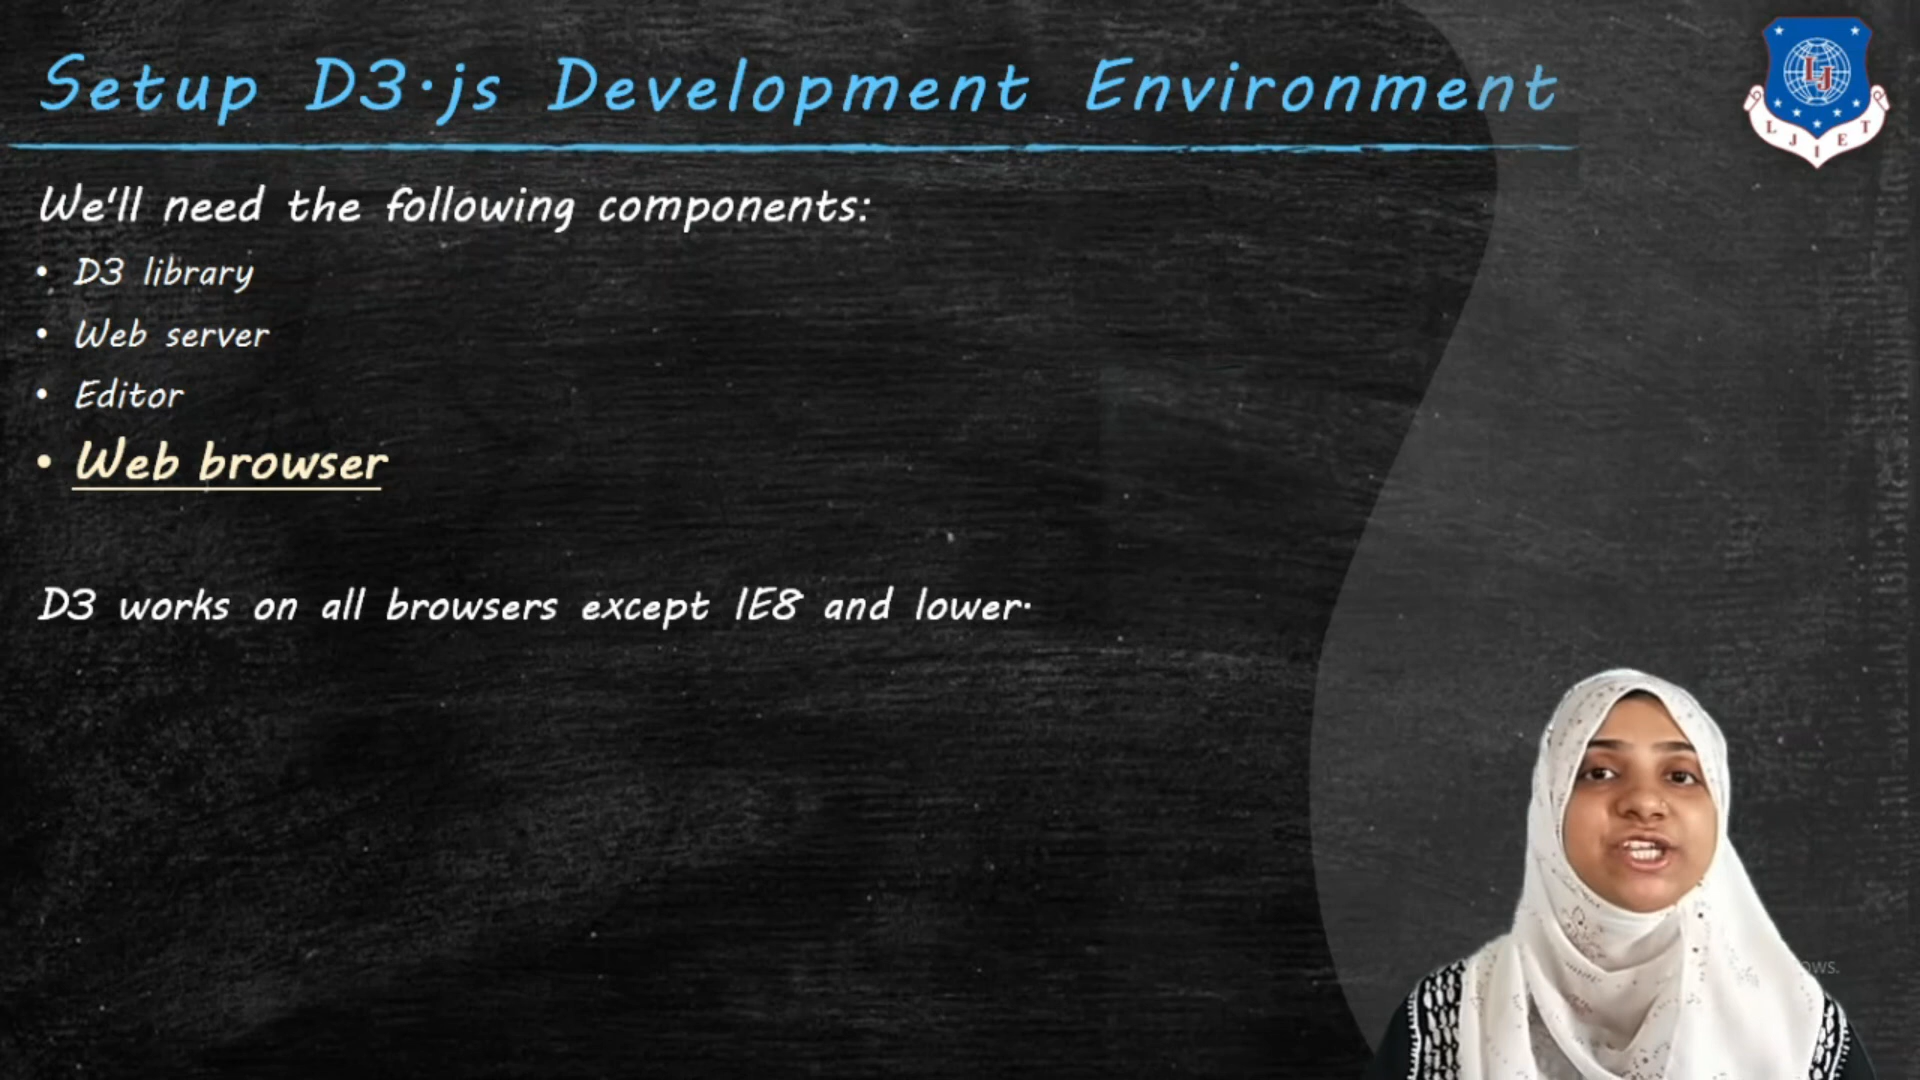 Setup D3.js Development Environment
LJ
L J I E T
We'll need the following components:
• D3 library
• Web server
• Editor
• Web browser
D3 works on all browsers except IE8 and lower.